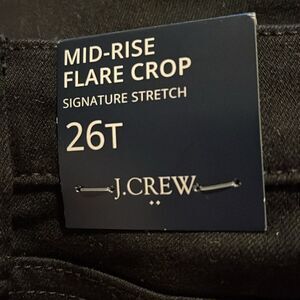 MID-RISE
FLARE CROP
SIGNATURE STRETCH
26T
J.CREW